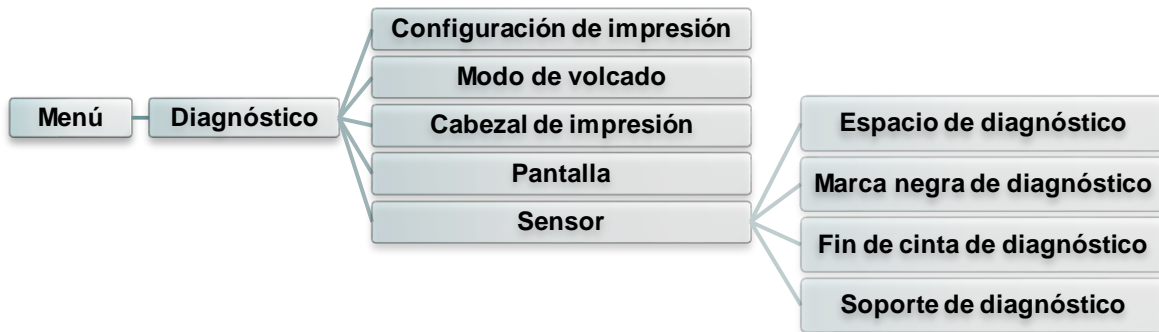 Menú
Diagnóstico
Configuración de impresión
Modo de volcado
Cabezal de impresión
Pantalla
Sensor
Espacio de diagnóstico
Marca negra de diagnóstico
Fin de cinta de diagnóstico
Soporte de diagnóstico